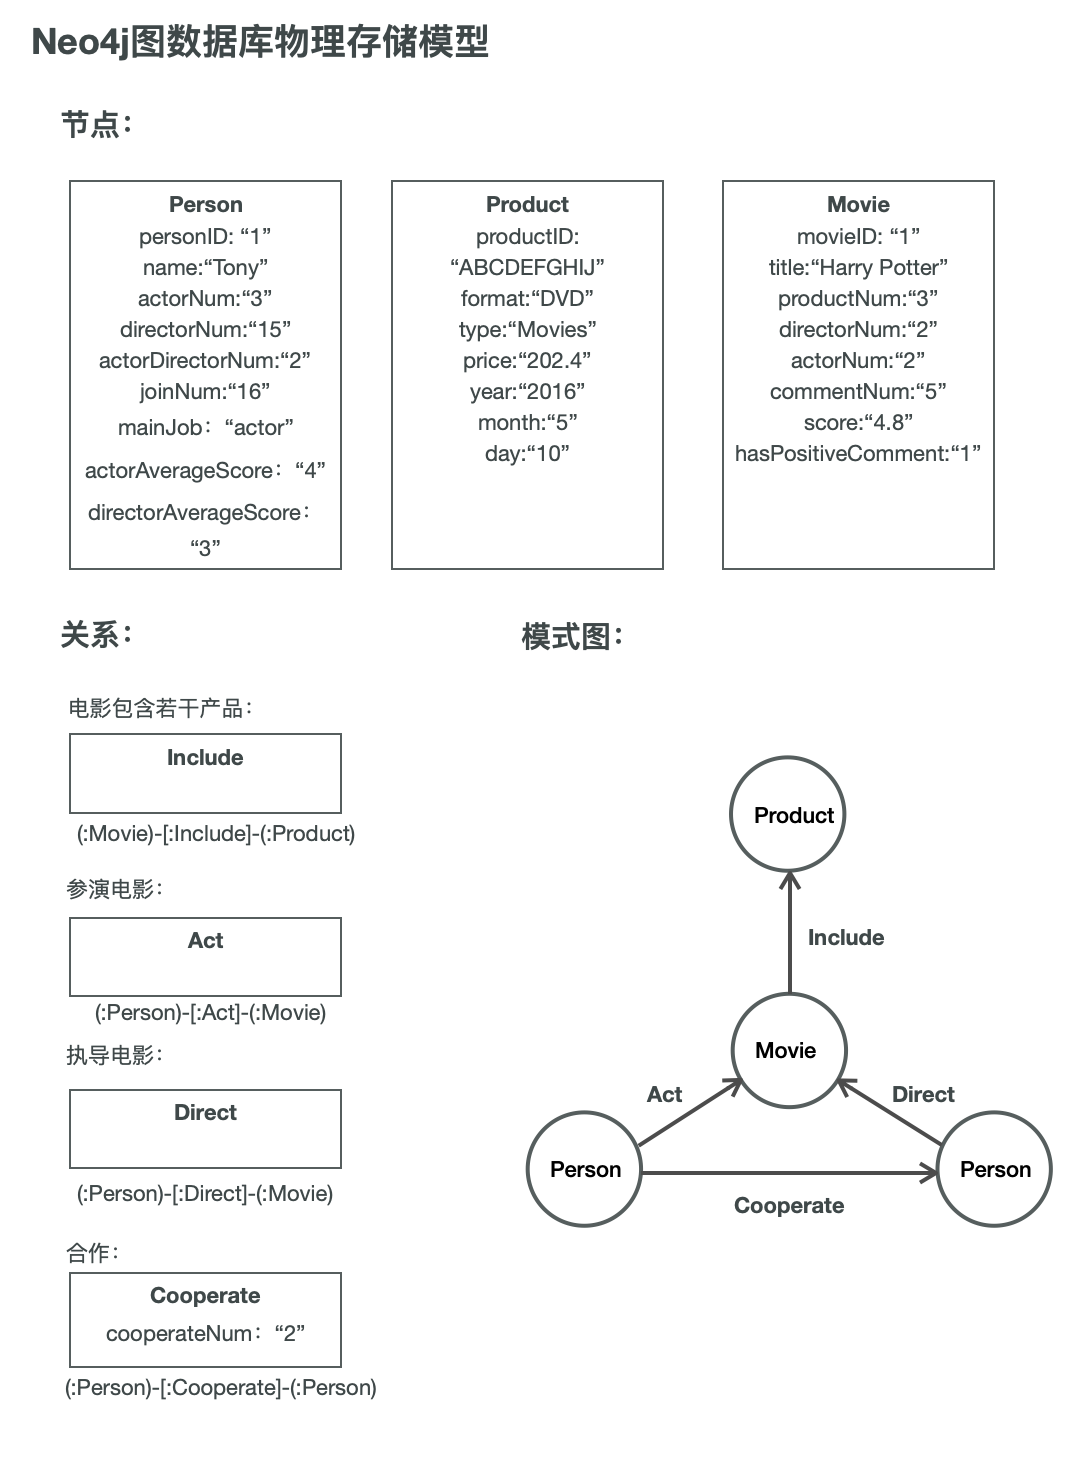 Neo4j图数据库物理存储模型
节点：
Person
personID: “1”
name:“Tony”
actorNum:“3”
directorNum:“15”
actorDirectorNum:“2”
joinNum:“16”
mainJob：“actor”
actorAverageScore：“4”
directorAverageScore：
“3”
Product
productID:
“ABCDEFGHIJ”
format:“DVD”
type:“Movies”
price:“202.4”
year:“2016”
month:“5”
day:“10”
Movie
movieID: “1”
title:“Harry Potter”
productNum:“3”
directorNum:“2”
actorNum:“2”
commentNum:“5”
score:“4.8”
hasPositiveComment:“1”
关系：
电影包含若干产品：
Include
(:Movie)-[:Include]-(:Product)
参演电影：
Act
(:Person)-[:Act]-(:Movie)
执导电影：
Direct
(:Person)-[:Direct]-(:Movie)
合作：
Cooperate
cooperateNum：“2”
(:Person)-[:Cooperate]-(:Person)
模式图：
Product
Include
Movie
Act
Direct
Person
Person
Cooperate